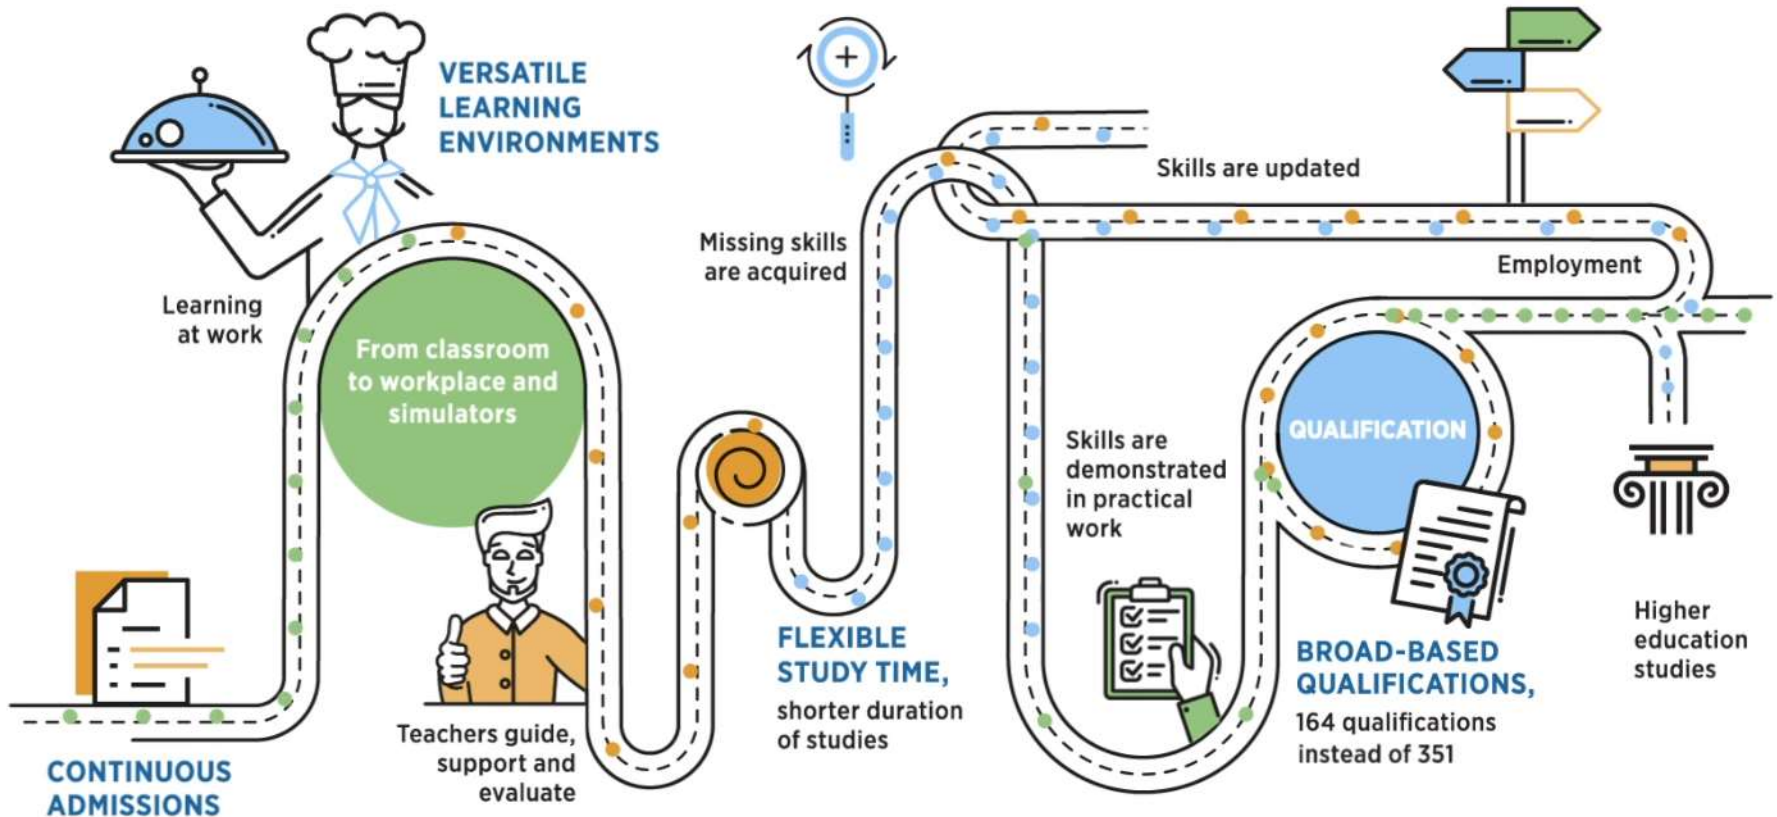 VERSATILE
LEARNING
ENVIRONMENTS
Learning
at work
From classroom
to workplace and
simulators
CONTINUOUS
ADMISSIONS
Teachers guide,
support and
evaluate
Missing skills
are acquired
FLEXIBLE
STUDY TIME,
shorter duration
of studies
Skills are updated
Employment
Skills are
demonstrated
in practical
work
QUALIFICATION
BROAD-BASED
QUALIFICATIONS,
164 qualifications
instead of 351
Higher
education
studies